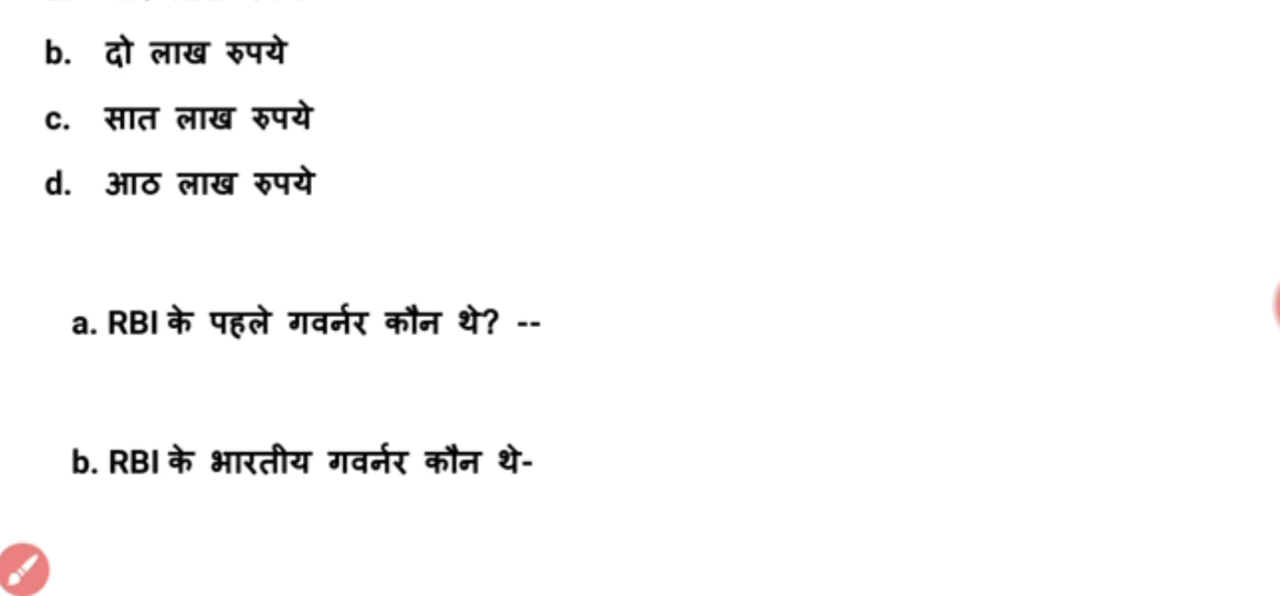 b. दो लाख रुपये
c. सात लाख रुपये
d. आठ लाख रुपये
a. RBI के पहले गवर्नर कौन थे? --
b. RBI के भारतीय गवर्नर कौन थे-